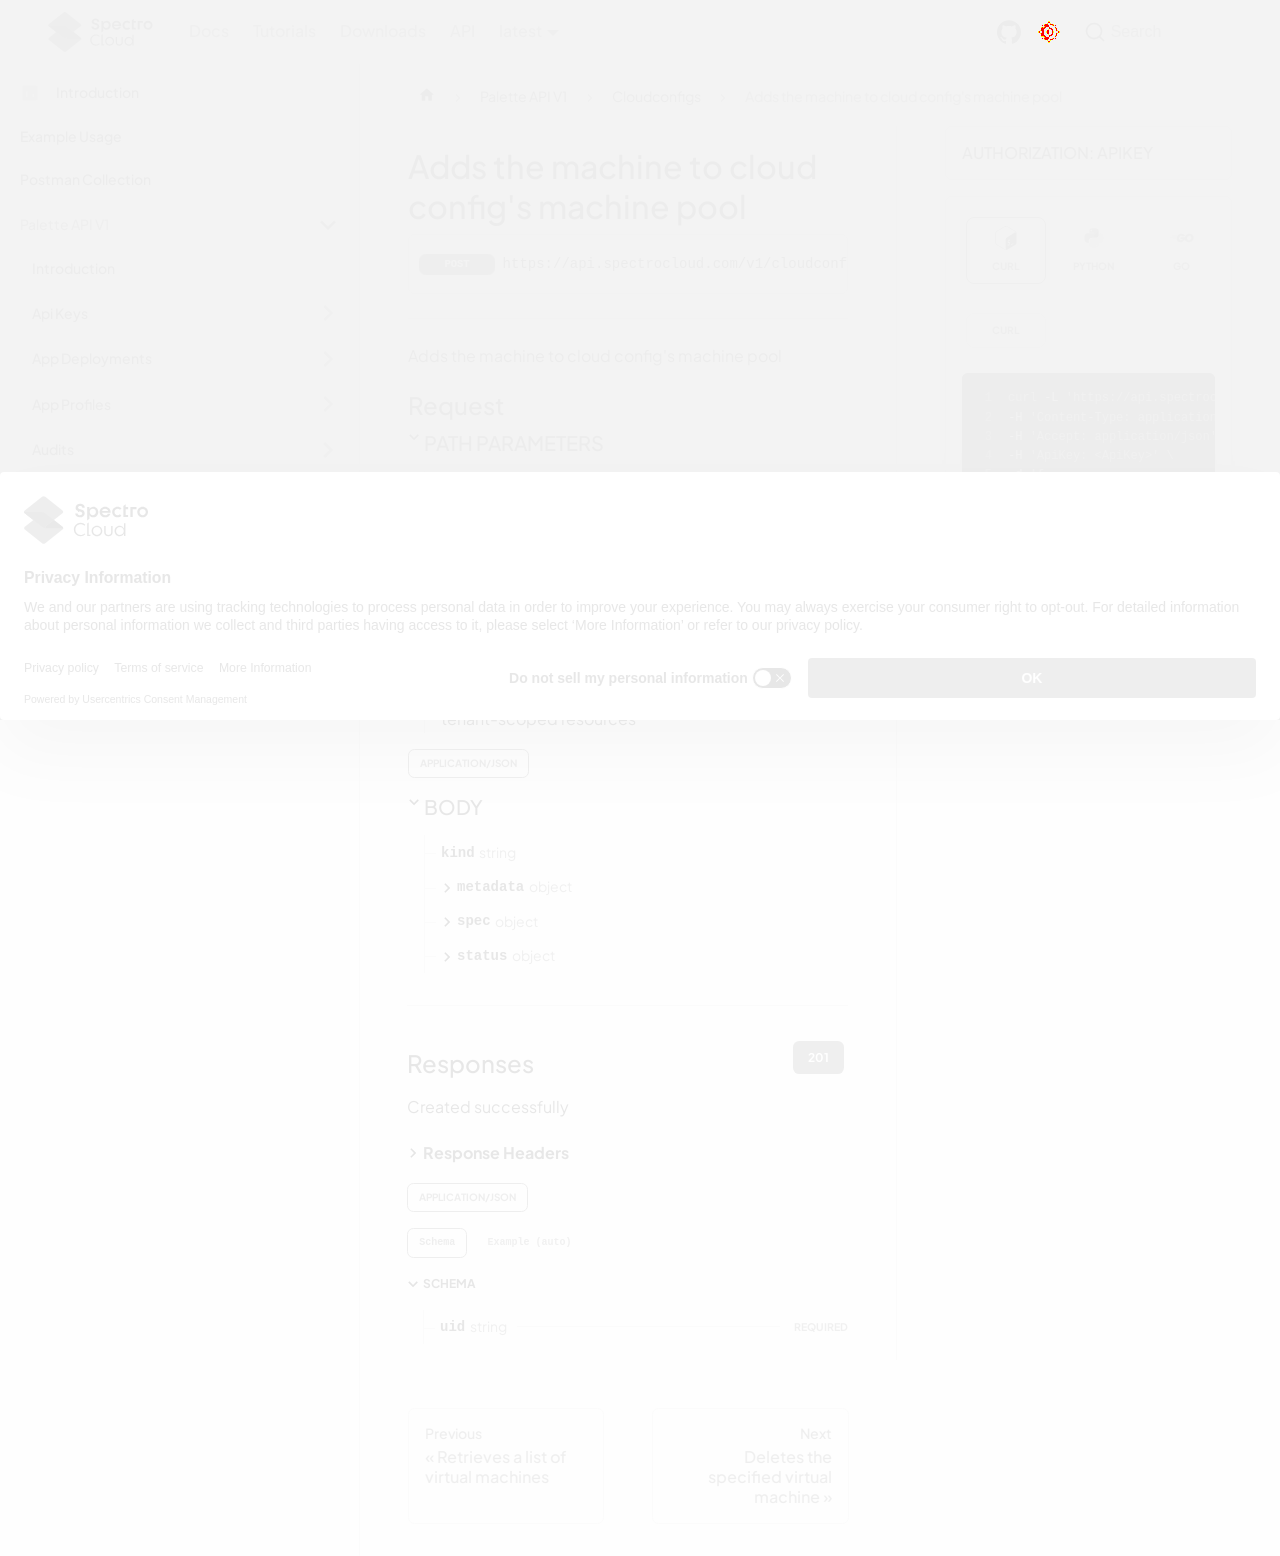 Spectro
Cloud
Docs Tutorials Downloads API latest
Search
Introduction
Palette API V1 Cloudconfigs Adds the machine to cloud config's machine pool
Example Usage
Postman Collection
Palette API V1
Introduction
Api Keys
App Deployments
App Profiles
Audits
Adds the machine to cloud
config's machine pool
https://api.spectrocloud.com/v1/cloudconf
Adds the machine to cloud config's machine pool
Request
PATH PARAMETERS
AUTHORIZATION: APIKEY
CURL PYTHON GO
CURL
Spectro
Cloud
Privacy Information
We and our partners are using tracking technologies to process personal data in order to improve your experience. You may always exercise your consumer right to opt-out. For detailed information
about personal information we collect and third parties having access to it, please select 'More Information' or refer to our privacy policy.
Privacy policy Terms of service More Information
Do not sell my personal information
OK
Powered by Usercentrics Consent Management
tenant-scoped resources
APPLICATION/JSON
BODY
kind string
metadata object
spec object
status object
Responses
201
Created successfully
Response Headers
APPLICATION/JSON
Schema Example (auto)
SCHEMA
uid string REQUIRED
Previous
« Retrieves a list of
virtual machines
Next
Deletes the
specified virtual
machine »